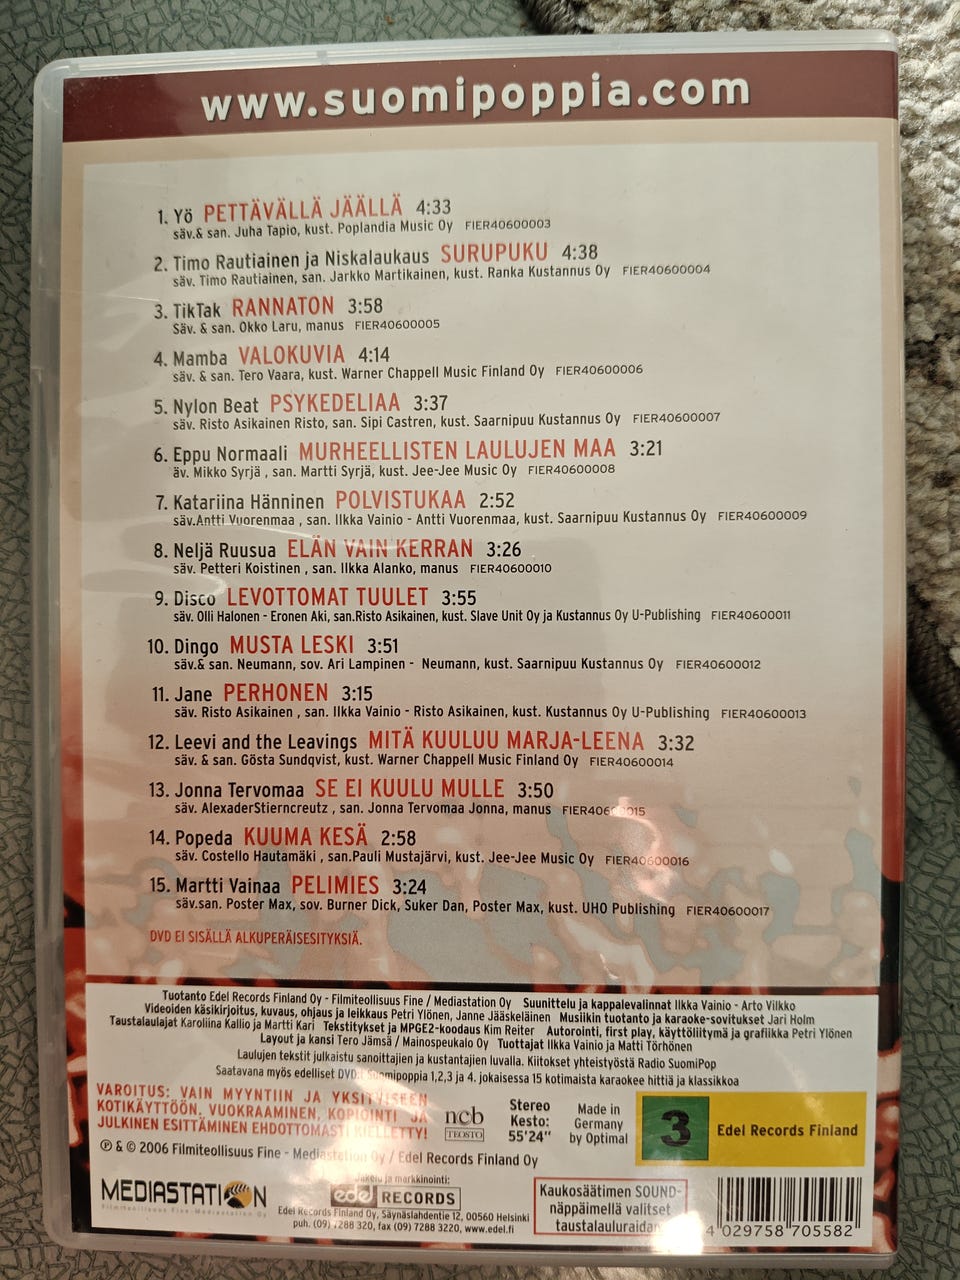 www.suomipoppia.com
1. Yö PETTÄVÄLLÄ JÄÄLLÄ 4:33
säv.& san. Juha Tapio, kust. Poplandia Music Oy FIER40600003
2. Timo Rautiainen ja Niskalaukaus SURUPUKU 4:38
säv. Timo Rautiainen, san. Jarkko Martikainen, kust. Ranka Kustannus Oy FIER40600004
3. TikTak RANNATON 3:58
Säv. & san. Okko Laru, manus FIER40600005
4. Mamba VALOKUVIA 4:14
säv. & san. Tero Vaara, kust. Warner Chappell Music Finland Oy FIER40600006
5. Nylon Beat PSYKEDELIAA 3:37
säv. Risto Asikainen Risto, san. Sipi Castren, kust. Saarnipuu Kustannus Oy FIER40600007
6. Eppu Normaali MURHEELLISTEN LAULUJEN MAA 3:21
äv. Mikko Syrjä , san. Martti Syrjä, kust. Jee-Jee Music Oy FIER40600008
7. Katariina Hänninen POLVISTUKAA 2:52
säv.Antti Vuorenmaa , san. Ilkka Vainio - Antti Vuorenmaa, kust. Saarnipuu Kustannus Oy FIER40600009
8. Neljä Ruusua ELÄN VAIN KERRAN 3:26
säv. Petteri Koistinen , san. Ilkka Alanko, manus FIER40600010
9. Disco LEVOTTOMAT TUULET 3:55
säv. Olli Halonen - Eronen Aki, san.Risto Asikainen, kust. Slave Unit Oy ja Kustannus Oy U-Publishing FIER40600011
10. Dingo MUSTA LESKI 3:51
säv.& san. Neumann, sov. Ari Lampinen - Neumann, kust. Saarnipuu Kustannus Oy FIER40600012
11. Jane PERHONEN 3:15
säv. Risto Asikainen , san. Ilkka Vainio - Risto Asikainen, kust. Kustannus Oy U-Publishing FIER40600013
12. Leevi and the Leavings MITÄ KUULUU MARJA-LEENA 3:32
säv. & san. Gösta Sundqvist, kust. Warner Chappell Music Finland Oy FIER40600014
13. Jonna Tervomaa SE EI KUULU MULLE 3:50
säv. AlexaderStierncreutz , san. Jonna Tervomaa Jonna, manus FIER40600015
14. Popeda KUUMA KESÄ 2:58
säv. Costello Hautamäki , san.Pauli Mustajärvi, kust. Jee-Jee Music Oy FIER40600016
15. Martti Vainaa PELIMIES 3:24
säv.san. Poster Max, sov. Burner Dick, Suker Dan, Poster Max, kust. UHO Publishing FIER40600017
DVD EI SISÄLLÄ ALKUPERÄISESITYKSIÄ.
Tuotanto Edel Records Finland Oy - Filmiteollisuus Fine / Mediastation Oy Suunittelu ja kappalevalinnat Ilkka Vainio - Arto Vilkko
Videoiden käsikirjoitus, kuvaus, ohjaus ja leikkaus Petri Ylönen, Janne Jääskeläinen Musiikin tuotanto ja karaoke-sovitukset Jari Holm
Taustalaulajat Karoliina Kallio ja Martti Kari Tekstitykset ja MPGE2-koodaus Kim Reiter Autorointi, first play, käyttöliitymä ja grafiikka Petri Ylönen
Layout ja kansi Tero Jämsä / Mainospeukalo Oy Tuottajat Ilkka Vainio ja Matti Törhönen
Laulujen tekstit julkaistu sanoittajien ja kustantajien luvalla. Kiitokset yhteistyöstä Radio SuomiPop
Saatavana myös edelliset DVD: Suomipoppia 1,2,3 ja 4. jokaisessa 15 kotimaista karaokee hittiä ja klassikkoa
VAROITUS: VAIN MYYNTIIN JA YKSITYISEEN
KOTIKÄYTTÖÖN. VUOKRAAMINEN, KOPIOINTI JA
JULKINEN ESITTÄMINEN EHDOTTOMASTI KIELLETTY!
℗ & © 2006 Filmiteollisuus Fine - Mediastation Oy / Edel Records Finland Oy
ncb
TEOSTO
Stereo
Kesto:
55'24"
Made in
Germany
by Optimal
3
Edel Records Finland
MEDIASTATION
Filmiteollisuus Fine-Mediastation Oy
Jakelu ja markkinointi:
edel RECORDS
Edel Records Finland Oy, Säynäslahdentie 12, 00560 Helsinki
puh. (09) 7288 320, fax (09) 7288 3220, www.edel.fi
Kaukosäätimen SOUND-
näppäimellä valitset
taustalauluraidan
4 029758 705582